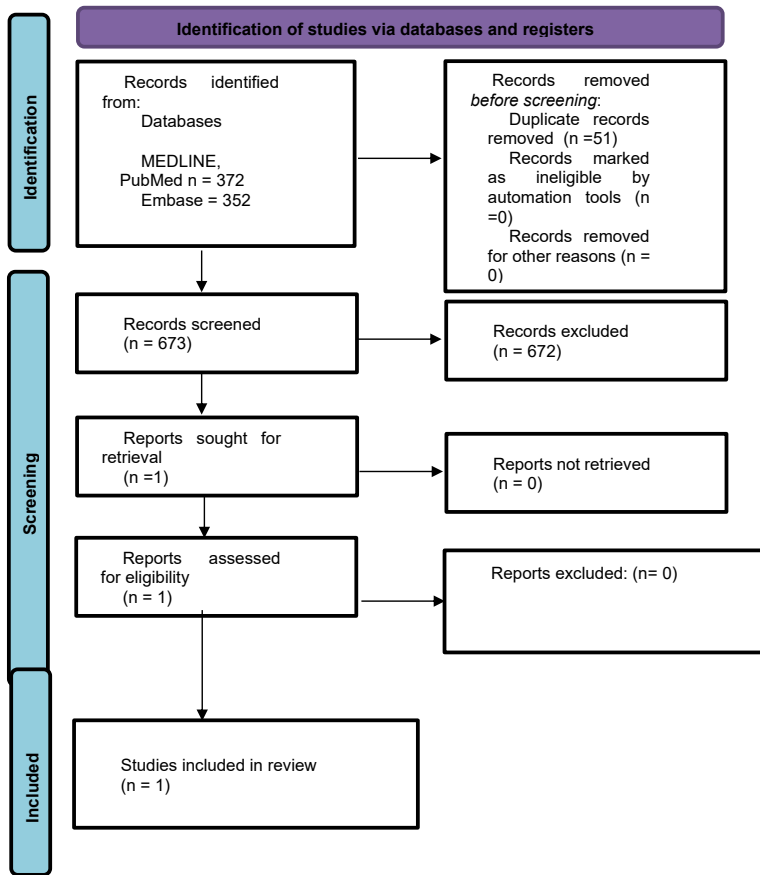 Identification of studies via databases and registers
Identification
Records identified
from:
Databases
MEDLINE,
PubMed n = 372
Embase = 352
Records removed
before screening:
Duplicate records
removed (n =51)
Records marked
as ineligible by
automation tools (n
=0)
Records removed
for other reasons (n =
0)
Screening
Records screened
(n = 673)
Records excluded
(n = 672)
Reports sought for
retrieval
(n =1)
Reports not retrieved
(n = 0)
Reports assessed
for eligibility
(n = 1)
Reports excluded: (n= 0)
Included
Studies included in review
(n = 1)